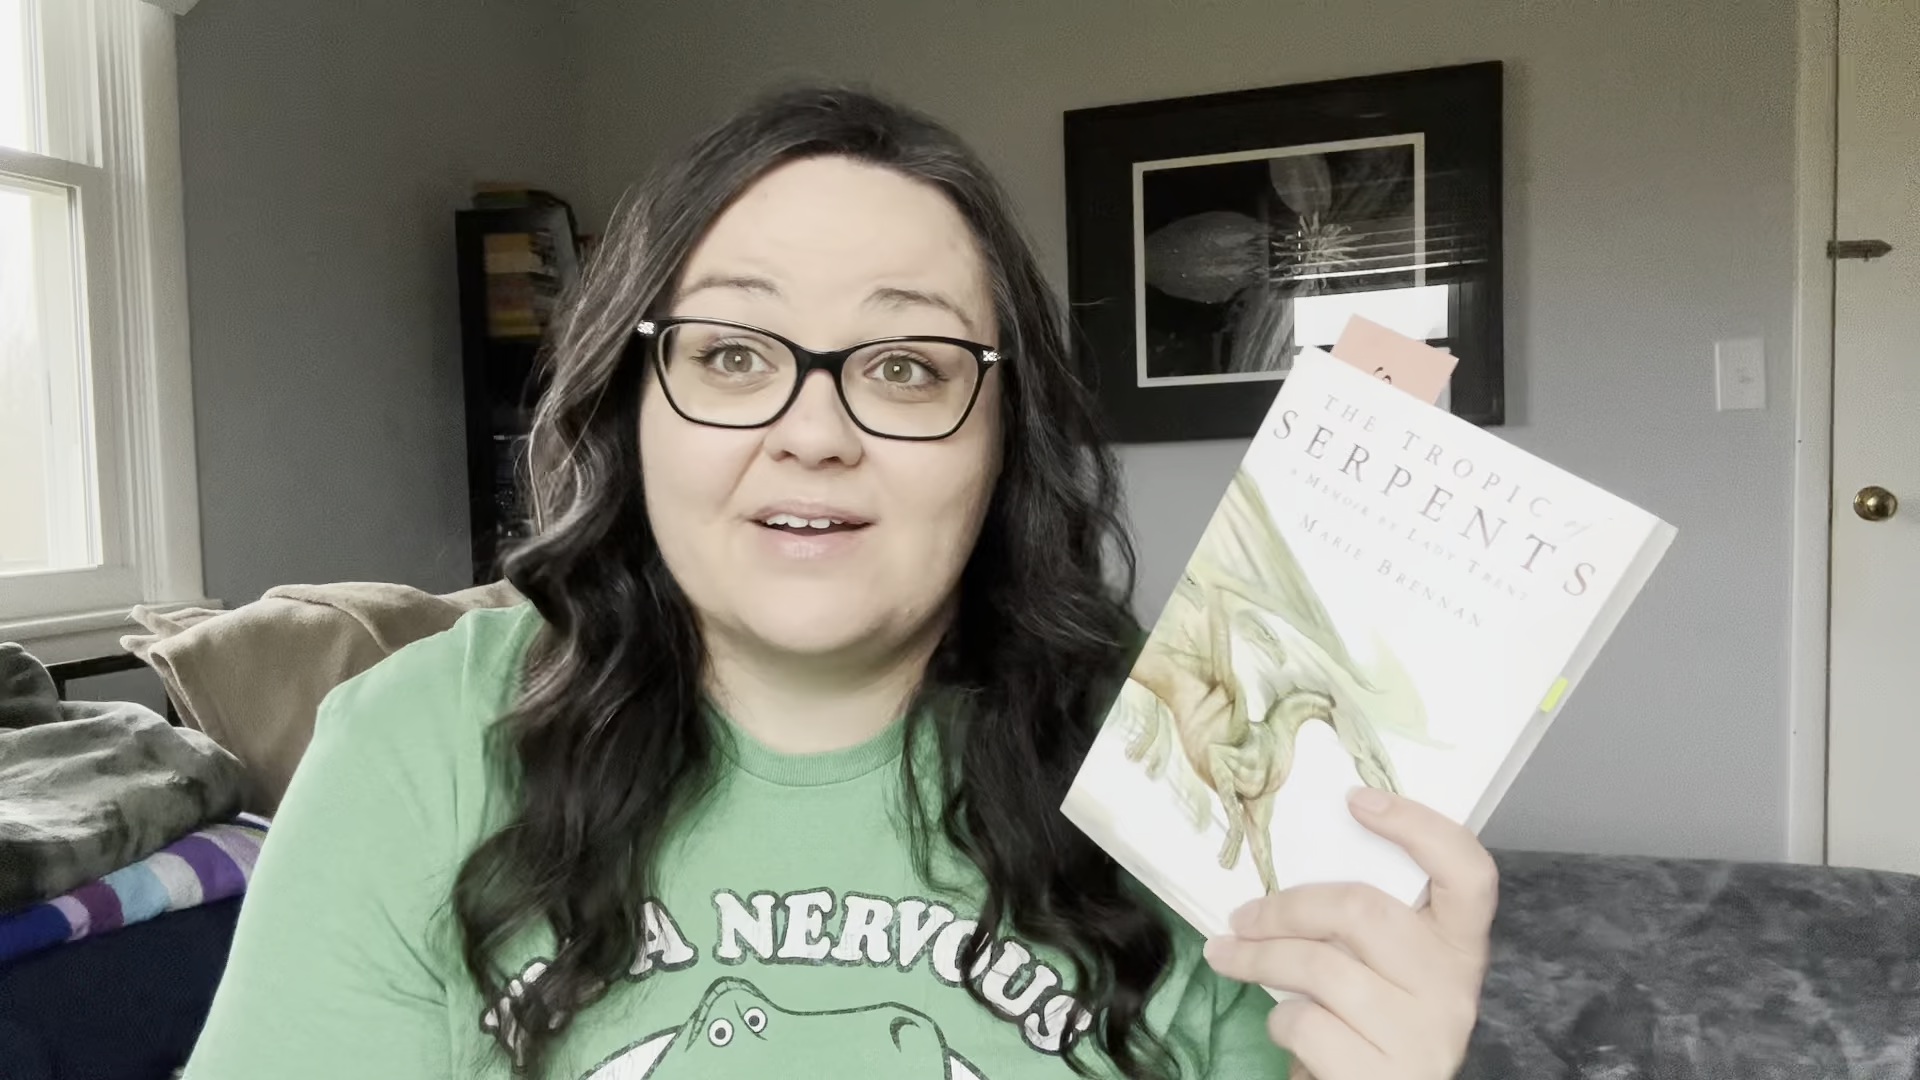 THE TROPIC of
SERPENTS
A MEMOIR BY LADY TRENT
MARIE BRENNAN
A NERVOUS